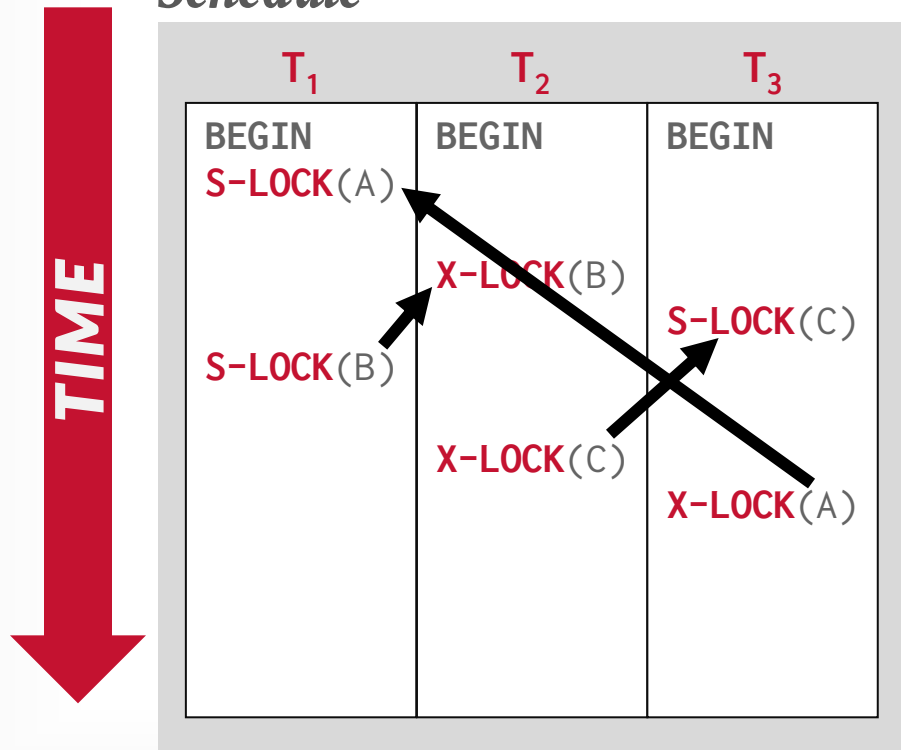 Schedule
TIME
T1 T2 T3
BEGIN BEGIN BEGIN
S-LOCK(A)
X-LOCK(B)
S-LOCK(C)
S-LOCK(B)
X-LOCK(C)
X-LOCK(A)